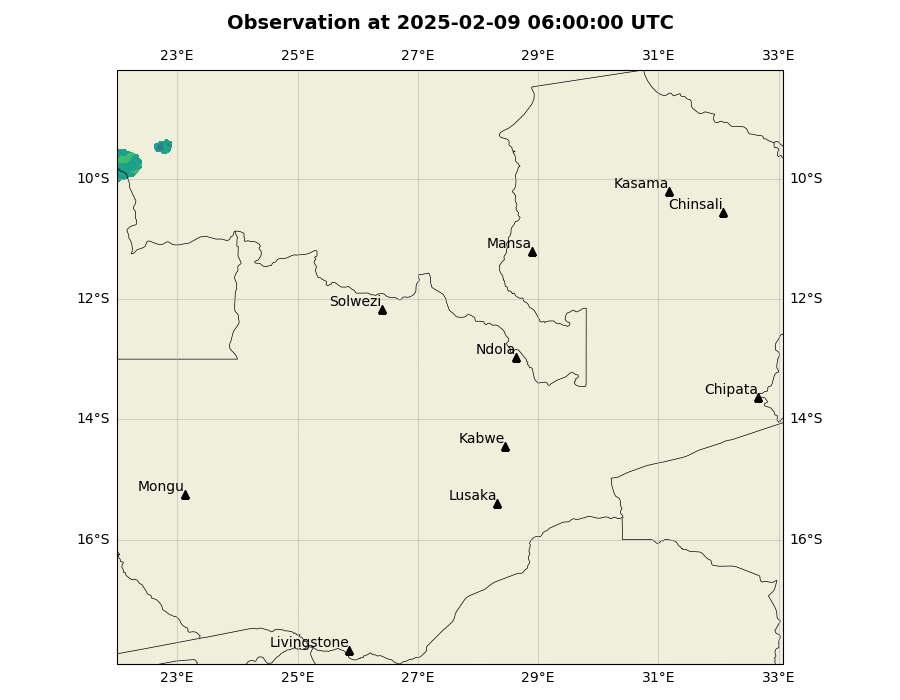 Observation at 2025-02-09 06:00:00 UTC
23°E 25°E 27°E 29°E 31°E 33°E
10°S 10°S
Kasama
Chinsali
Mansa
12°S 12°S
Solwezi
Ndola
Chipata
14°S 14°S
Kabwe
Mongu
Lusaka
16°S 16°S
Livingstone
23°E 25°E 27°E 29°E 31°E 33°E